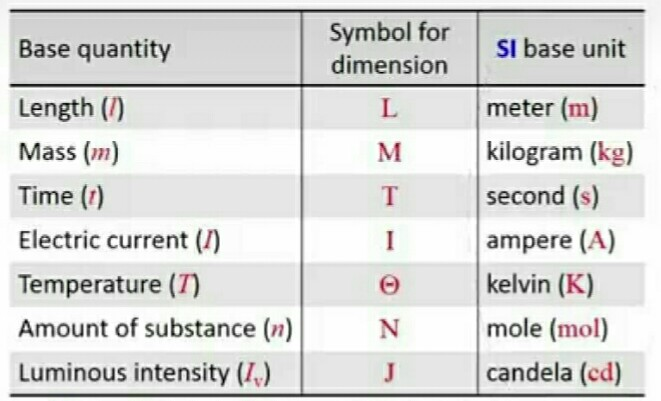 Base quantity Symbol for dimension SI base unit
Length (l) L meter (m)
Mass (m) M kilogram (kg)
Time (t) T second (s)
Electric current (I) I ampere (A)
Temperature (T) Θ kelvin (K)
Amount of substance (n) N mole (mol)
Luminous intensity (Iv) J candela (cd)